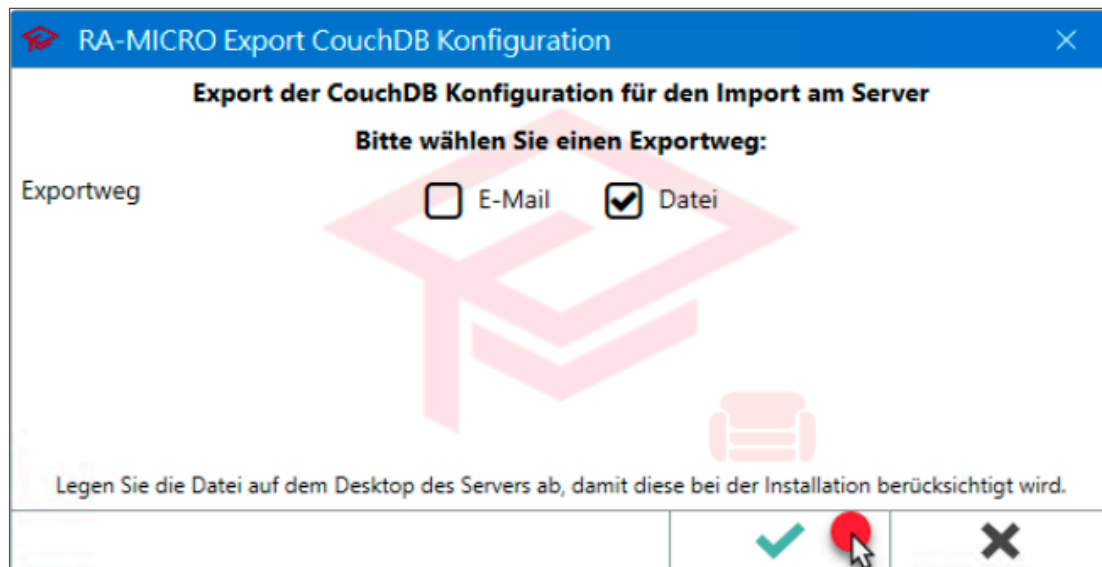 RA-MICRO Export CouchDB Konfiguration
Export der CouchDB Konfiguration für den Import am Server
Bitte wählen Sie einen Exportweg:
Exportweg E-Mail Datei
Legen Sie die Datei auf dem Desktop des Servers ab, damit diese bei der Installation berücksichtigt wird.